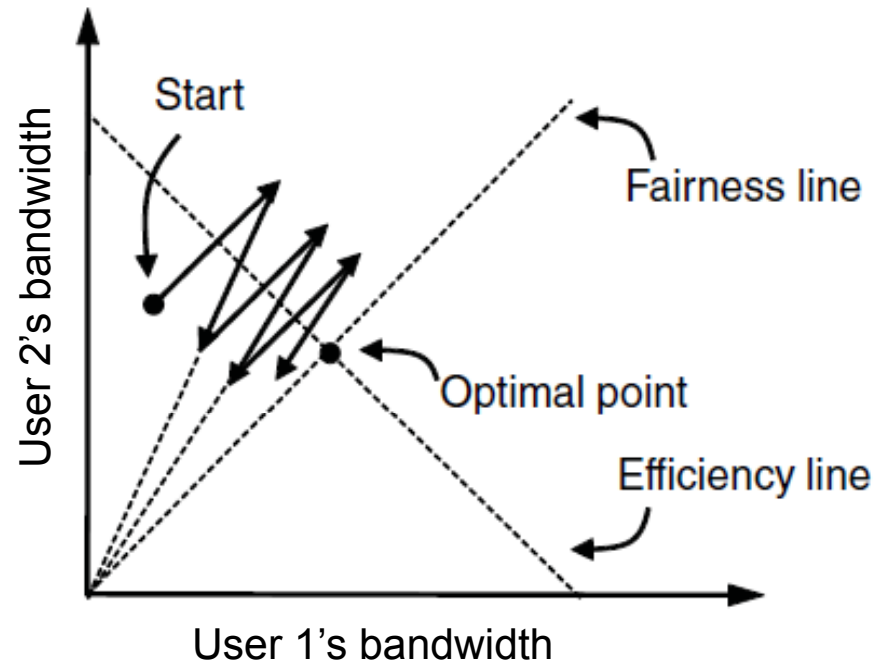 Start
Fairness line
User 2’s bandwidth
Optimal point
Efficiency line
User 1’s bandwidth